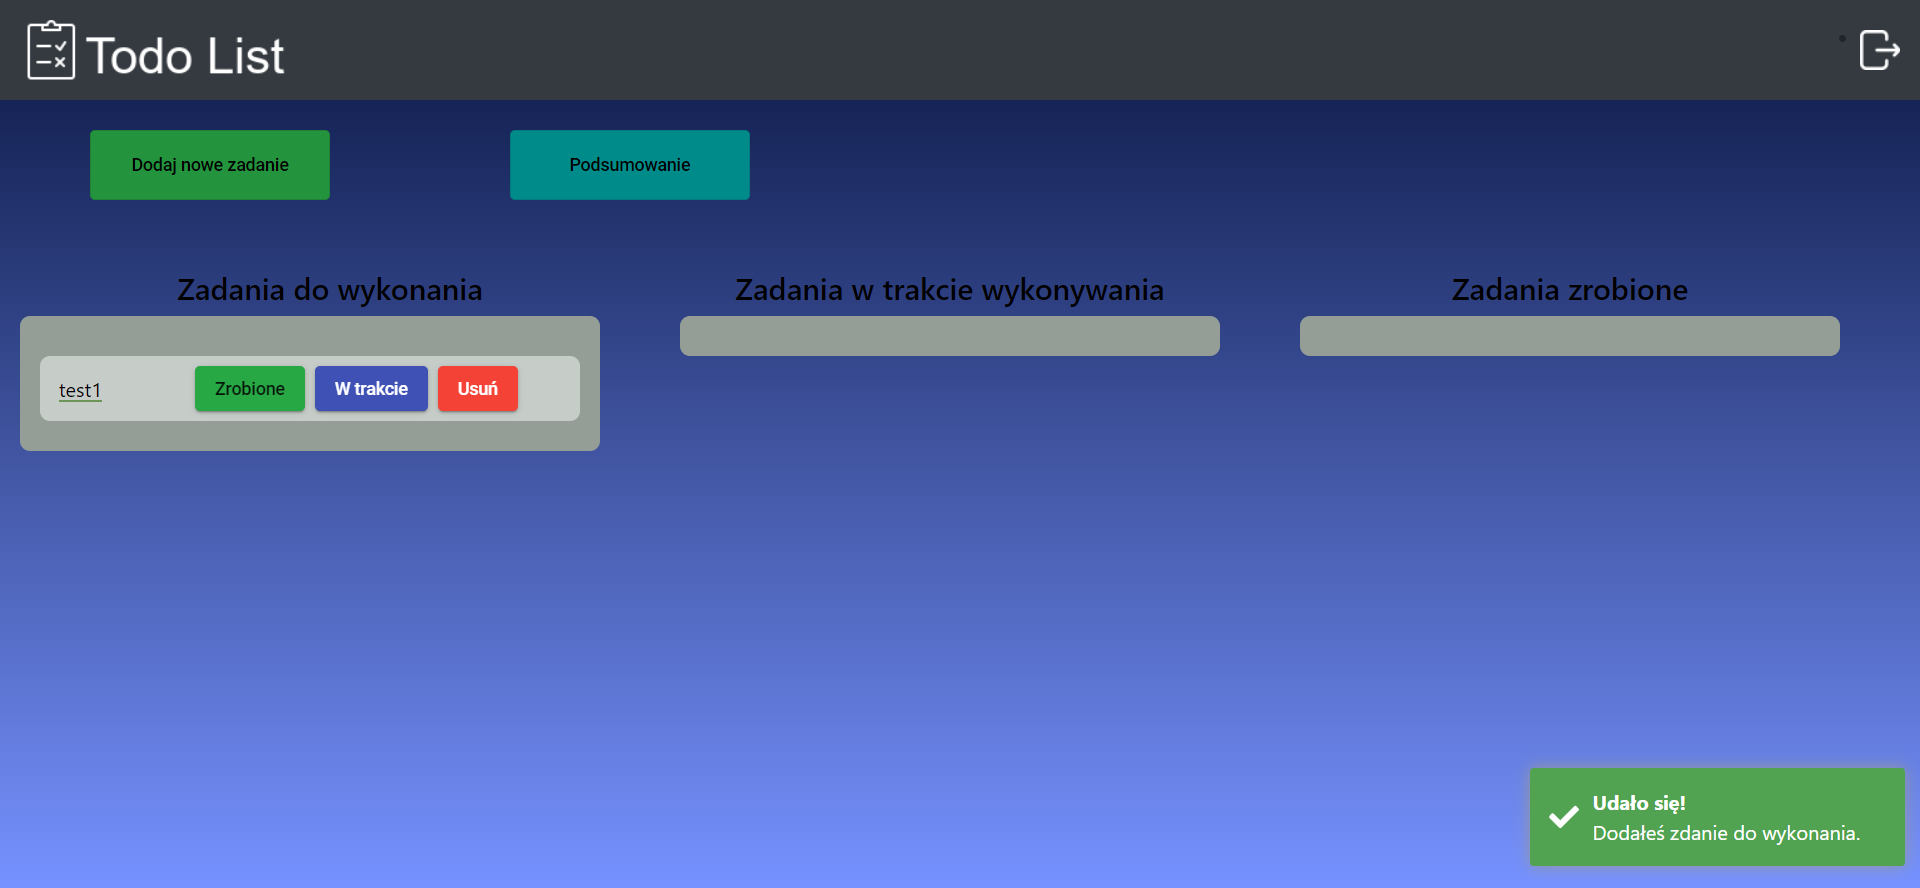 Todo List
Dodaj nowe zadanie
Podsumowanie
Zadania do wykonania
Zadania w trakcie wykonywania
Zadania zrobione
test1
Zrobione
W trakcie
Usuń
Udało się!
Dodałeś zdanie do wykonania.